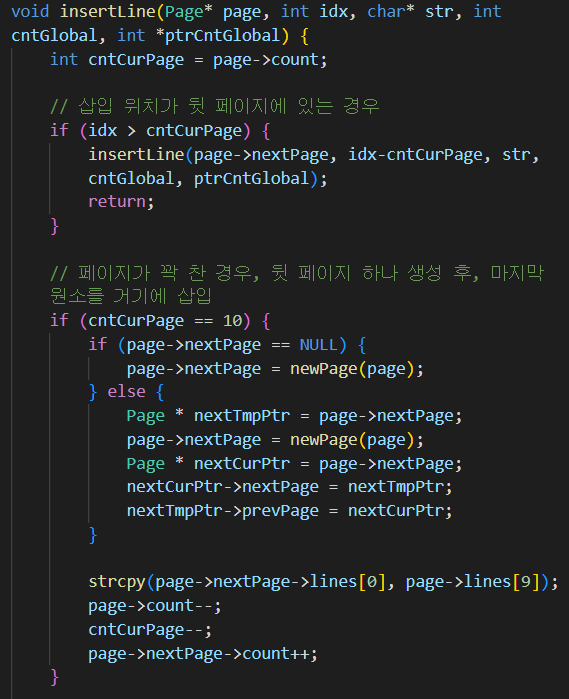 void insertLine(Page* page, int idx, char* str, int
cntGlobal, int *ptrCntGlobal) {
    int cntCurPage = page->count;

    // 삽입 위치가 뒷 페이지에 있는 경우
    if (idx > cntCurPage) {
        insertLine(page->nextPage, idx-cntCurPage, str,
        cntGlobal, ptrCntGlobal);
        return;
    }

    // 페이지가 꽉 찬 경우, 뒷 페이지 하나 생성 후, 마지막
    원소를 거기에 삽입
    if (cntCurPage == 10) {
        if (page->nextPage == NULL) {
            page->nextPage = newPage(page);
        } else {
            Page * nextTmpPtr = page->nextPage;
            page->nextPage = newPage(page);
            Page * nextCurPtr = page->nextPage;
            nextCurPtr->nextPage = nextTmpPtr;
            nextTmpPtr->prevPage = nextCurPtr;
        }

        strcpy(page->nextPage->lines[0], page->lines[9]);
        page->count--;
        cntCurPage--;
        page->nextPage->count++;
    }